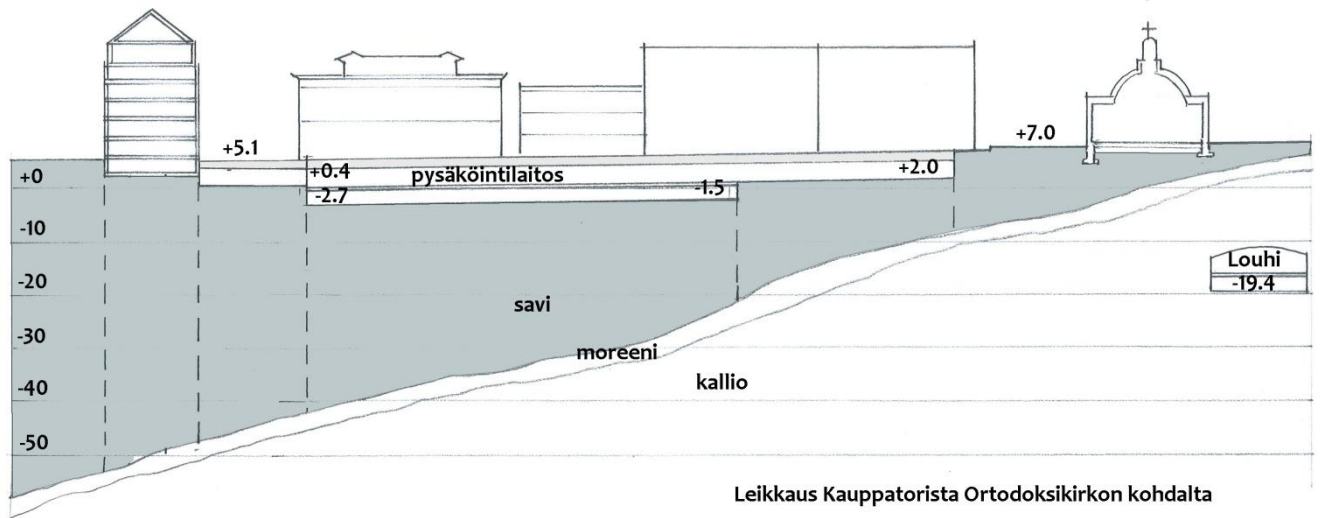 +5.1
+7.0
+0
+0.4
pysäköintilaitos
+2.0
-2.7
-1.5
-10
Louhi
-19.4
-20
savi
-30
moreeni
kallio
-40
-50
Leikkaus Kauppatorista Ortodoksikirkon kohdalta